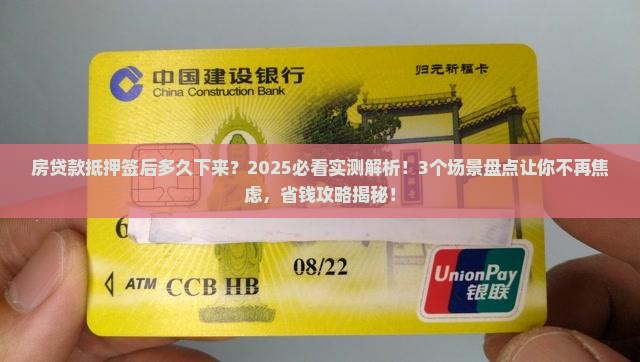 中国建设银行
China Construction Bank
归元祈福卡
房贷款抵押签后多久下来？2025必看实测解析！3个场景盘点让你不再焦
虑，省钱攻略揭秘！
6
ATM
CCB HB
08/22
UnionPay
银联